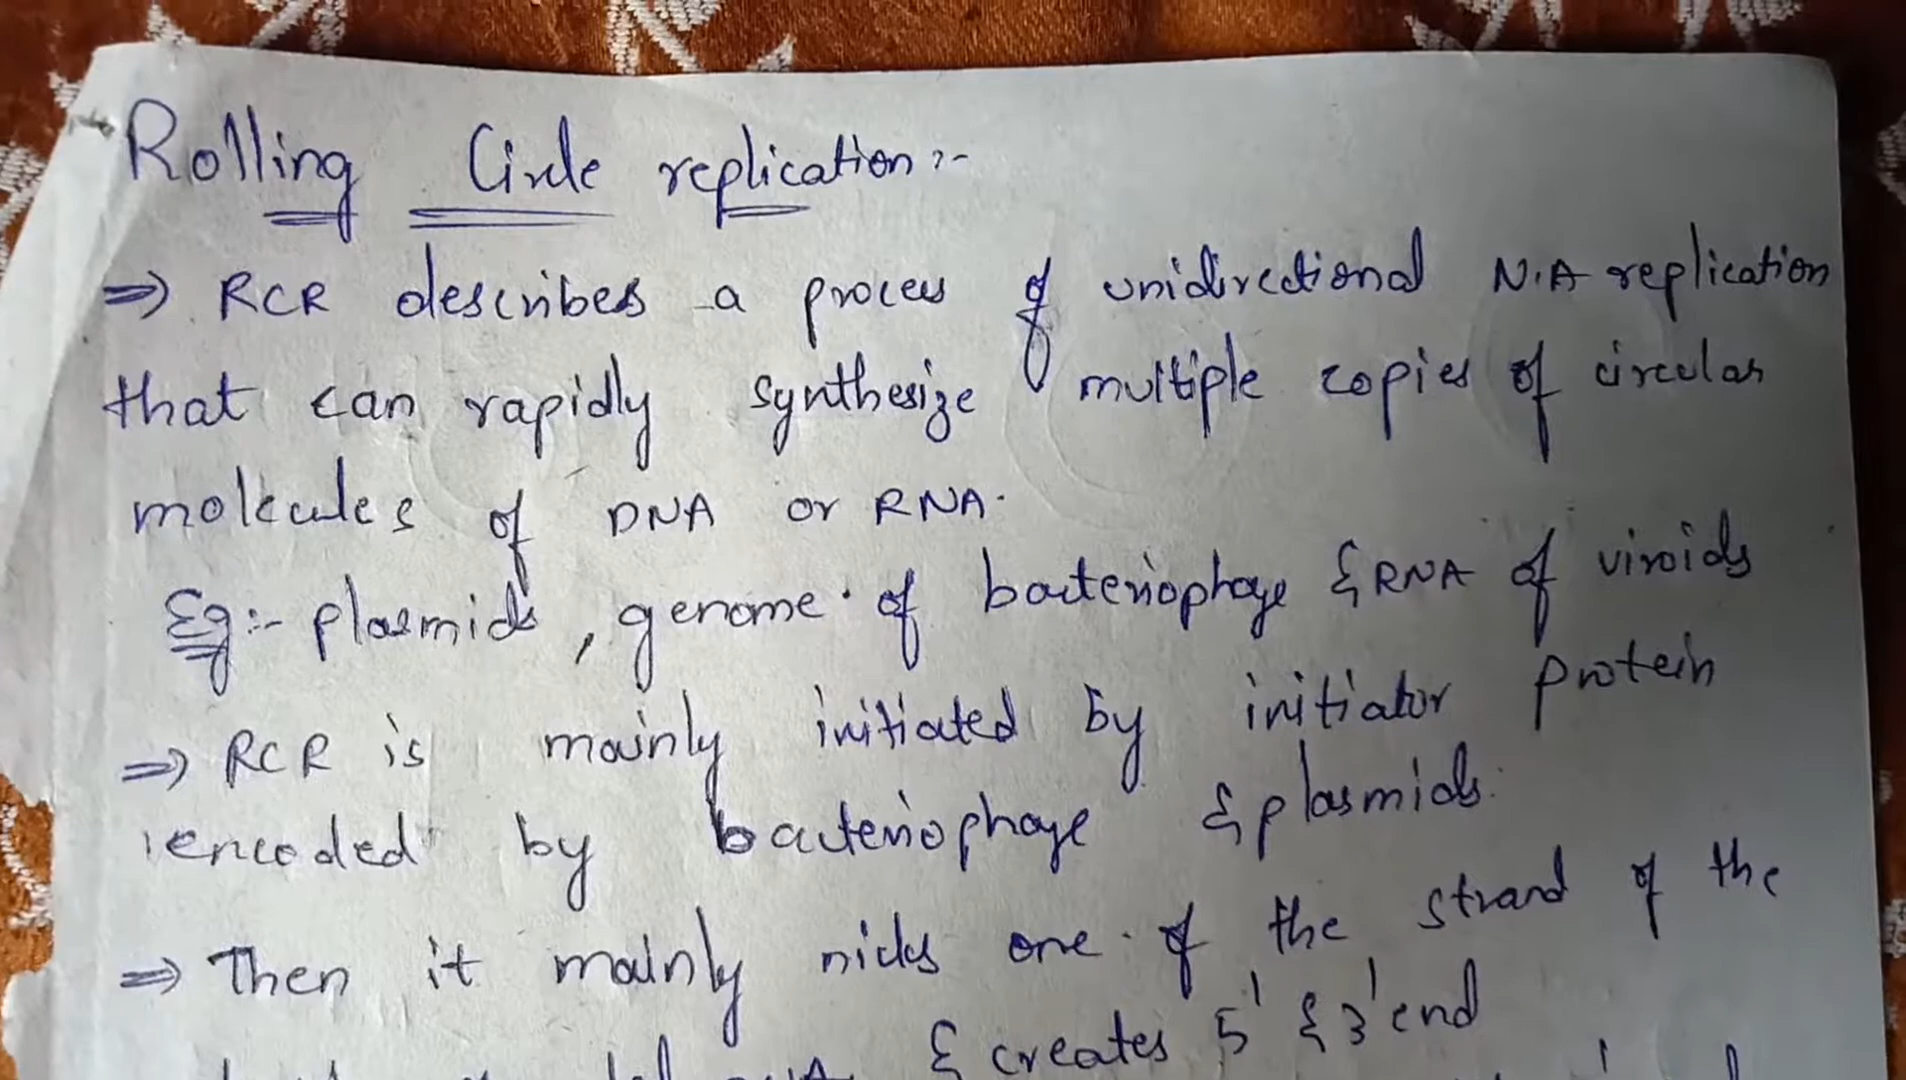 Rolling Circle replication :-
⇒ RCR describes a process of unidirectional N.A replication
that can rapidly synthesize multiple copies of circular
molecules of DNA or RNA.
Eg:- plasmids, genome of bacteriophage & RNA of viroids
⇒ RCR is mainly initiated by initiator protein
encoded by bacteriophage & plasmids.
⇒ Then it mainly nicks one of the strand of the
& creates 5' & 3' end